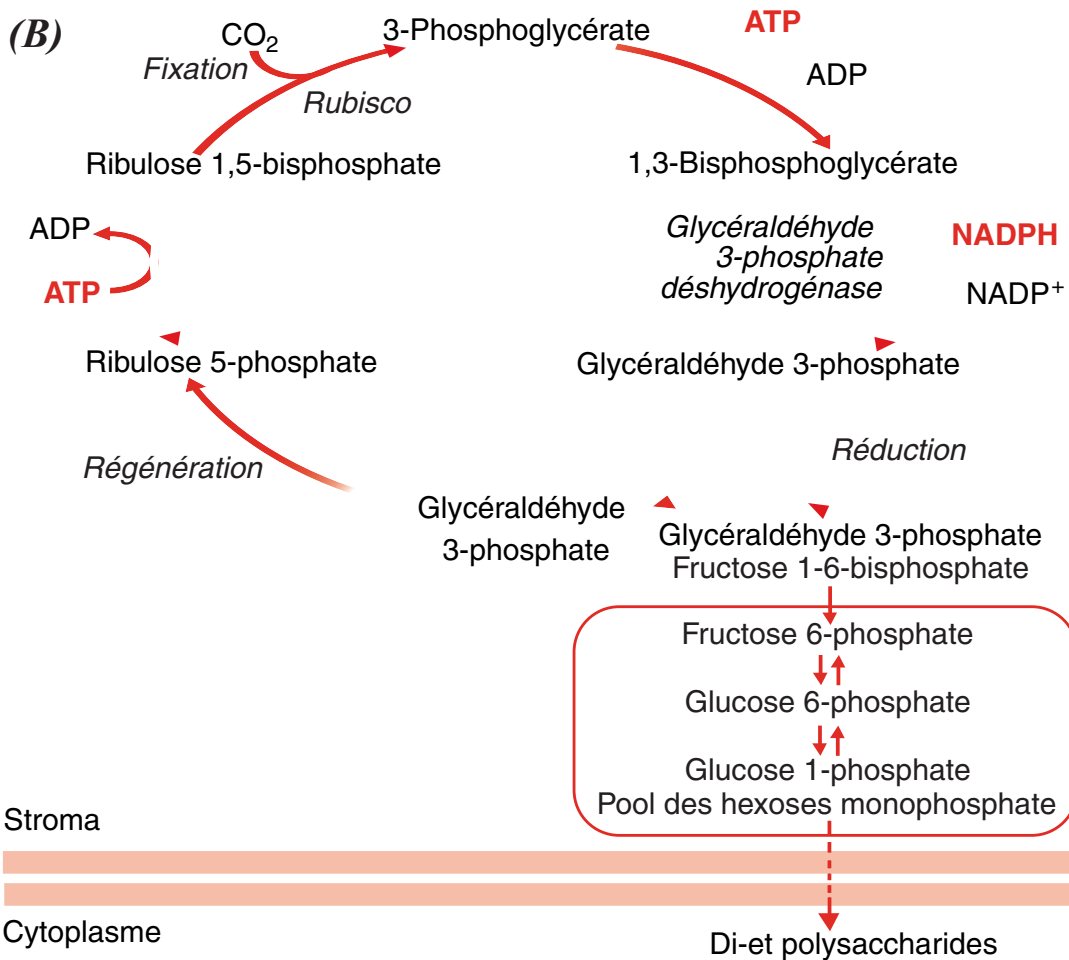 (B)
CO₂
3-Phosphoglycérate
ATP
Fixation
ADP
Rubisco
Ribulose 1,5-bisphosphate
1,3-Bisphosphoglycérate
ADP
Glycéraldéhyde
3-phosphate
déshydrogénase
NADPH
ATP
NADP⁺
Ribulose 5-phosphate
Glycéraldéhyde 3-phosphate
Régénération
Réduction
Glycéraldéhyde
3-phosphate
Glycéraldéhyde 3-phosphate
Fructose 1-6-bisphosphate
Fructose 6-phosphate
Glucose 6-phosphate
Glucose 1-phosphate
Pool des hexoses monophosphate
Stroma
Cytoplasme
Di-et polysaccharides